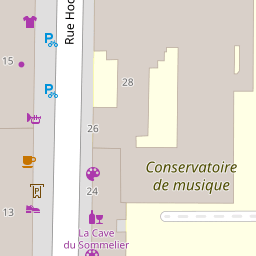 Rue Hoc
15
28
26
Conservatoire
de musique
24
13
La Cave
du Sommelier